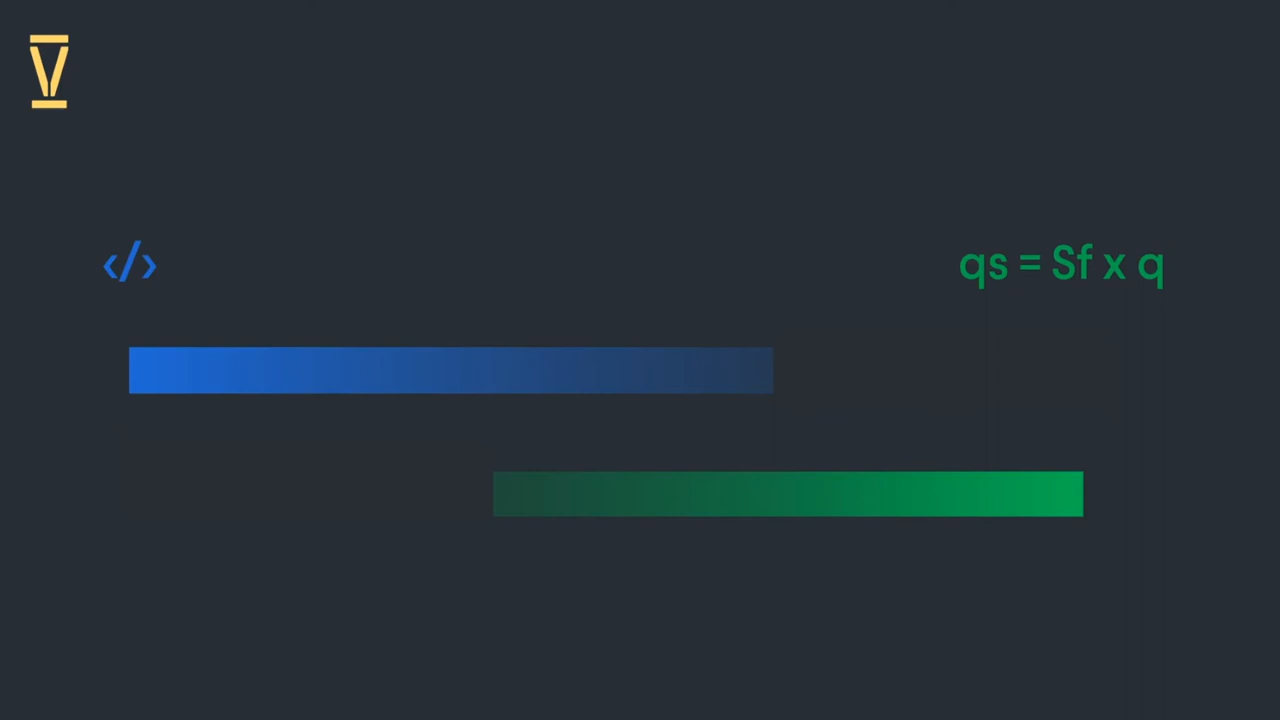 </>
qs = Sf x q